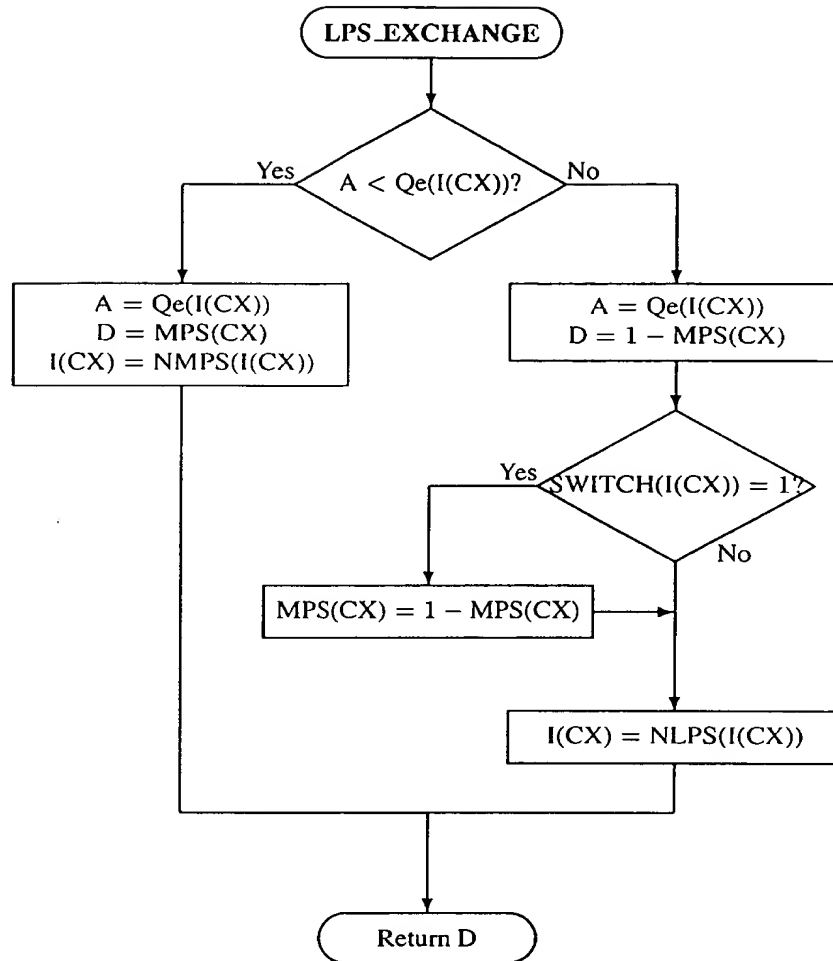 LPS_EXCHANGE
A < Qe(I(CX))?
Yes
No
A = Qe(I(CX))
D = MPS(CX)
I(CX) = NMPS(I(CX))
A = Qe(I(CX))
D = 1 − MPS(CX)
SWITCH(I(CX)) = 1?
Yes
No
MPS(CX) = 1 − MPS(CX)
I(CX) = NLPS(I(CX))
Return D